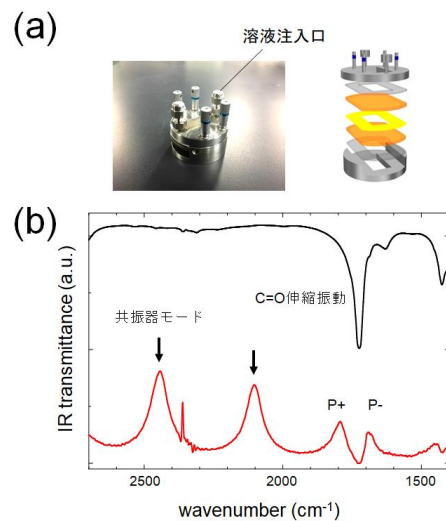 (a)
溶液注入口
(b)
C=O伸縮振動
共振器モード
P+
P-
IR transmittance (a.u.)
2500
2000
1500
wavenumber (cm⁻¹)